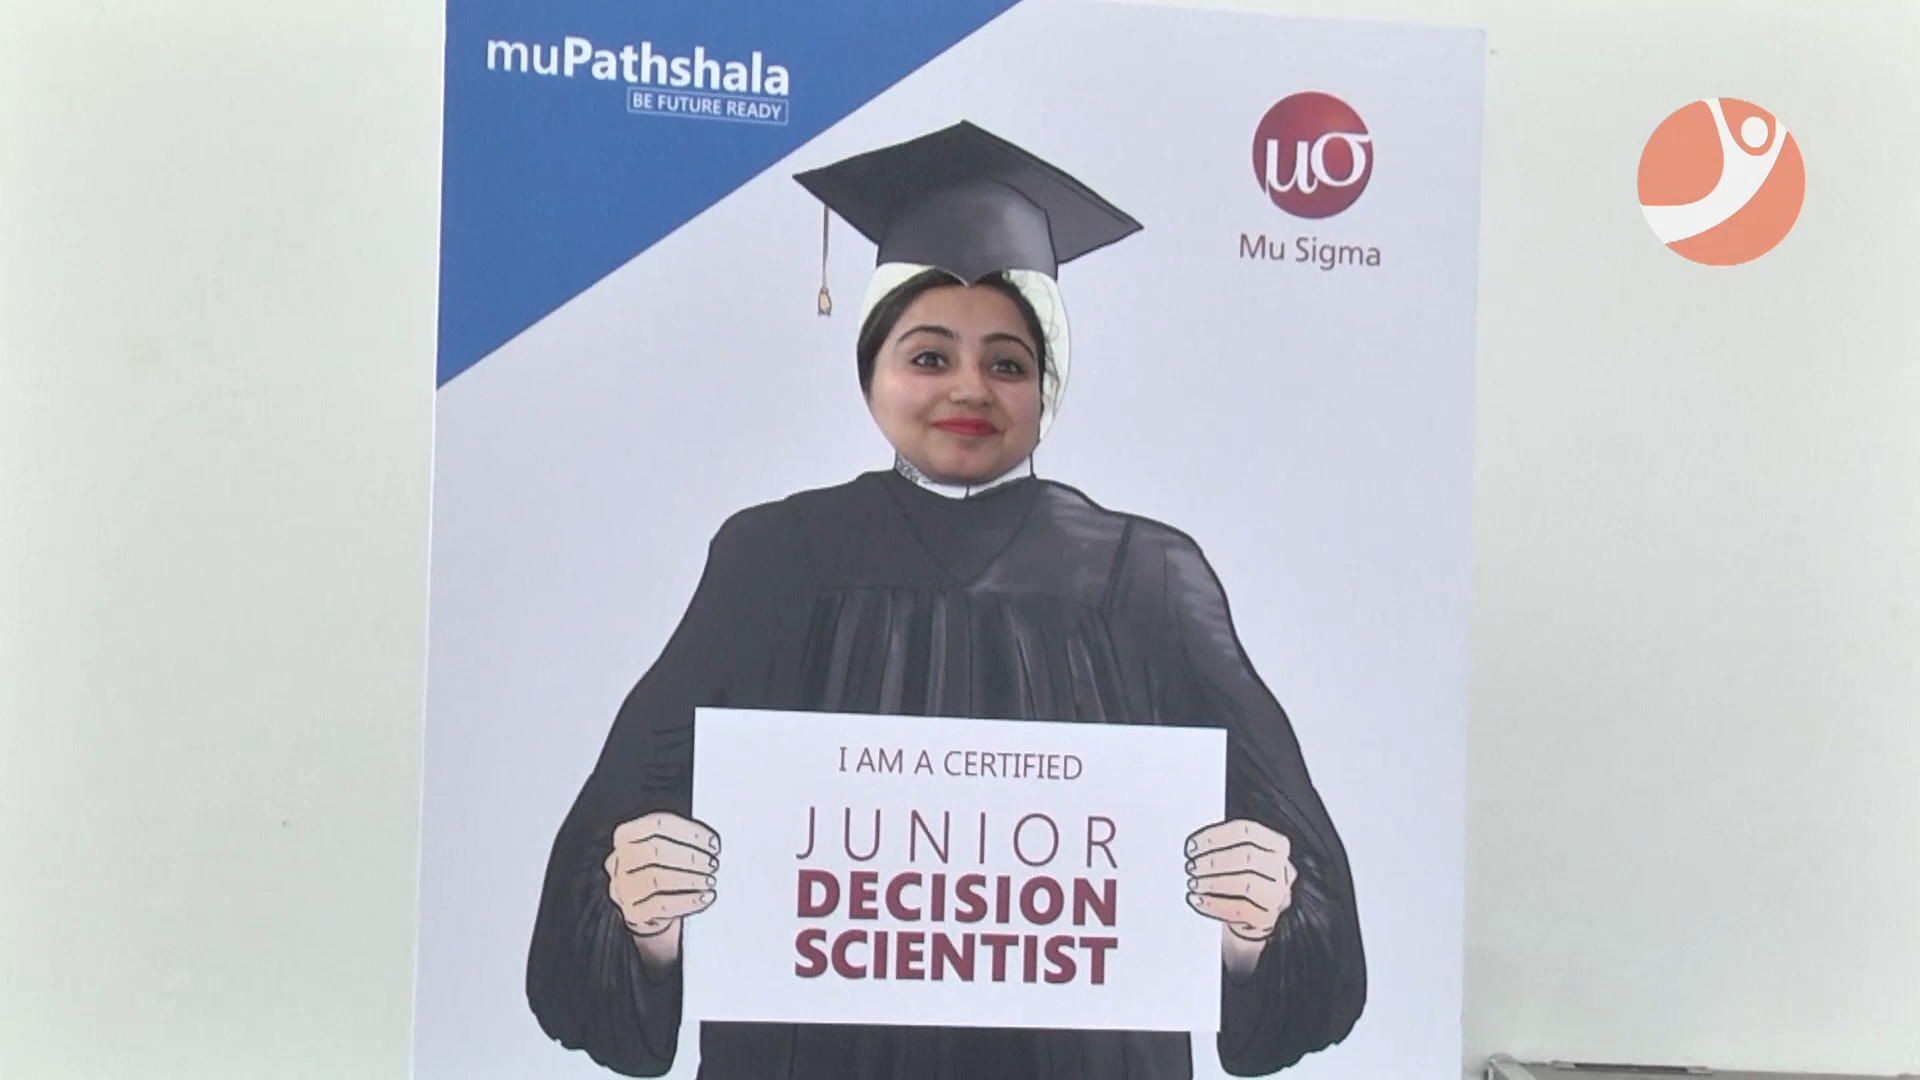 muPathshala
BE FUTURE READY
μσ
Mu Sigma
I AM A CERTIFIED
JUNIOR
DECISION
SCIENTIST